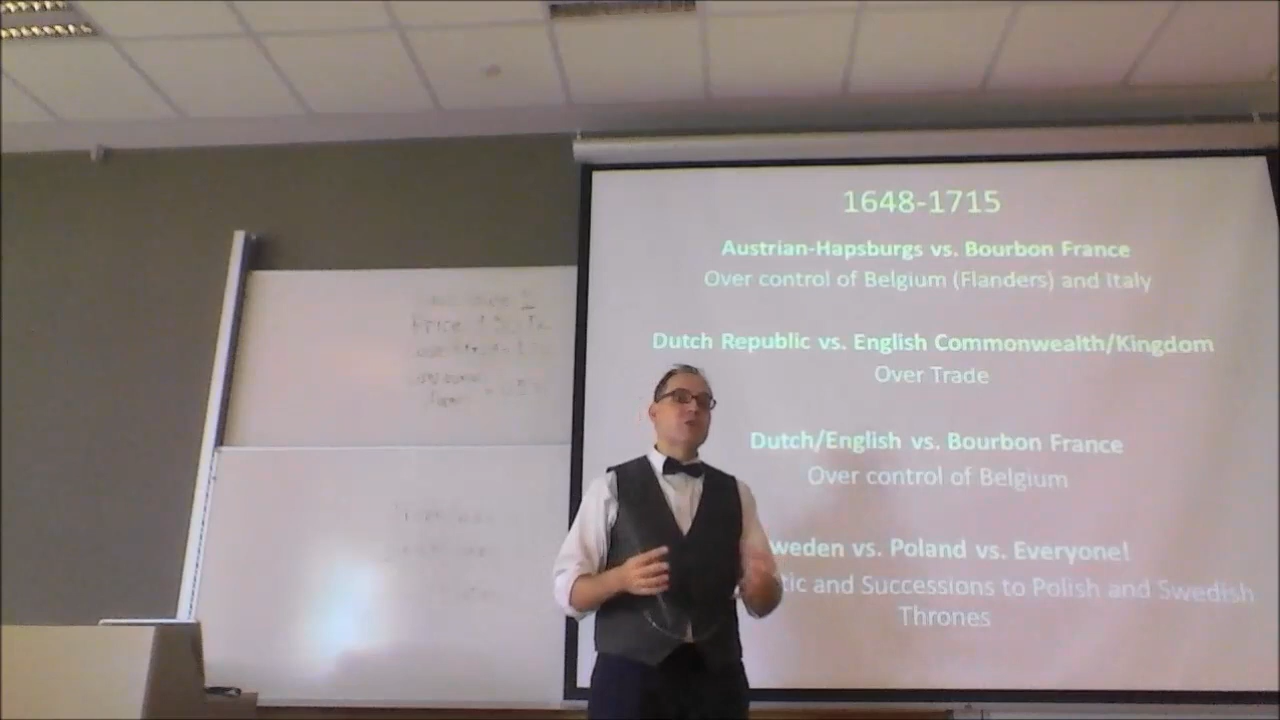 1648-1715
Austrian-Hapsburgs vs. Bourbon France
Over control of Belgium (Flanders) and Italy
Dutch Republic vs. English Commonwealth/Kingdom
Over Trade
Dutch/English vs. Bourbon France
Over control of Belgium
weden vs. Poland vs. Everyone!
tic and Successions to Polish and Swedish
Thrones
Price